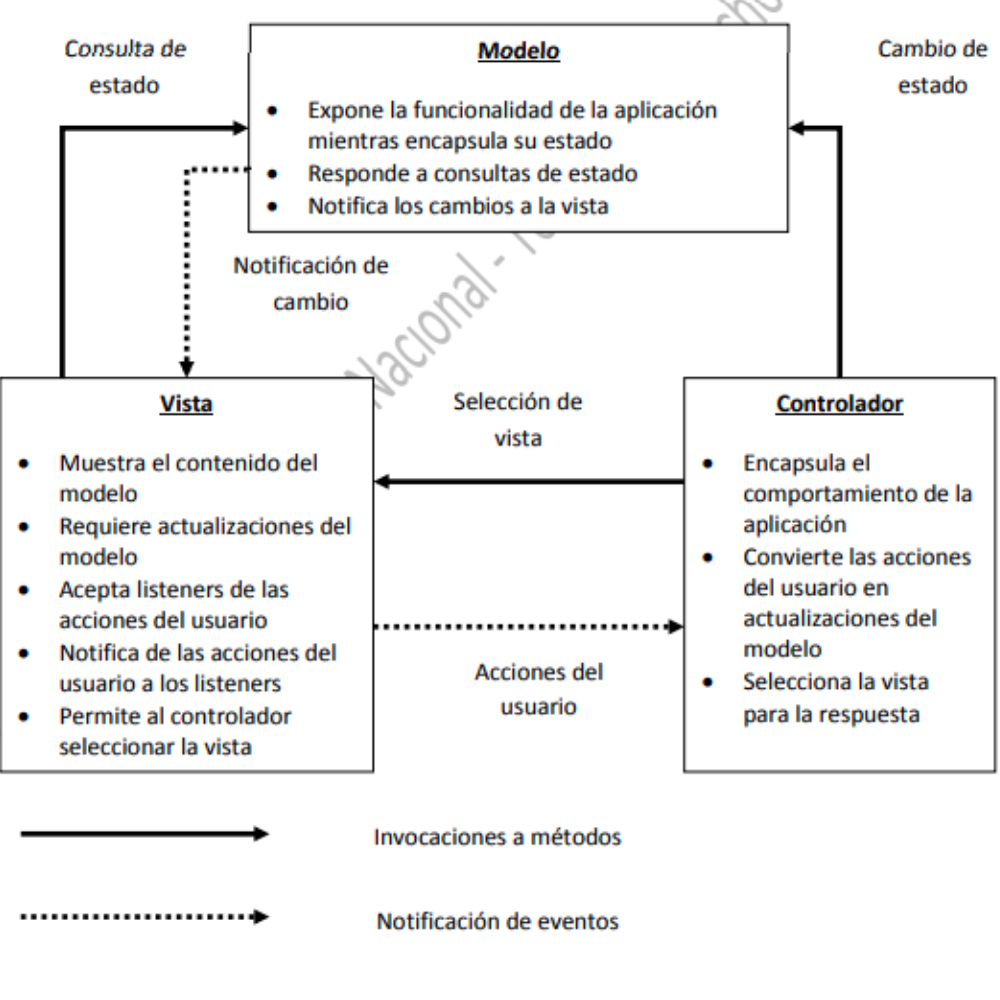 Consulta de
estado
Modelo
• Expone la funcionalidad de la aplicación
mientras encapsula su estado
• Responde a consultas de estado
• Notifica los cambios a la vista
Cambio de
estado
Notificación de
cambio
Nacional -
Vista
• Muestra el contenido del
modelo
• Requiere actualizaciones del
modelo
• Acepta listeners de las
acciones del usuario
• Notifica de las acciones del
usuario a los listeners
• Permite al controlador
seleccionar la vista
Selección de
vista
Acciones del
usuario
Controlador
• Encapsula el
comportamiento de la
aplicación
• Convierte las acciones
del usuario en
actualizaciones del
modelo
• Selecciona la vista
para la respuesta
Invocaciones a métodos
Notificación de eventos